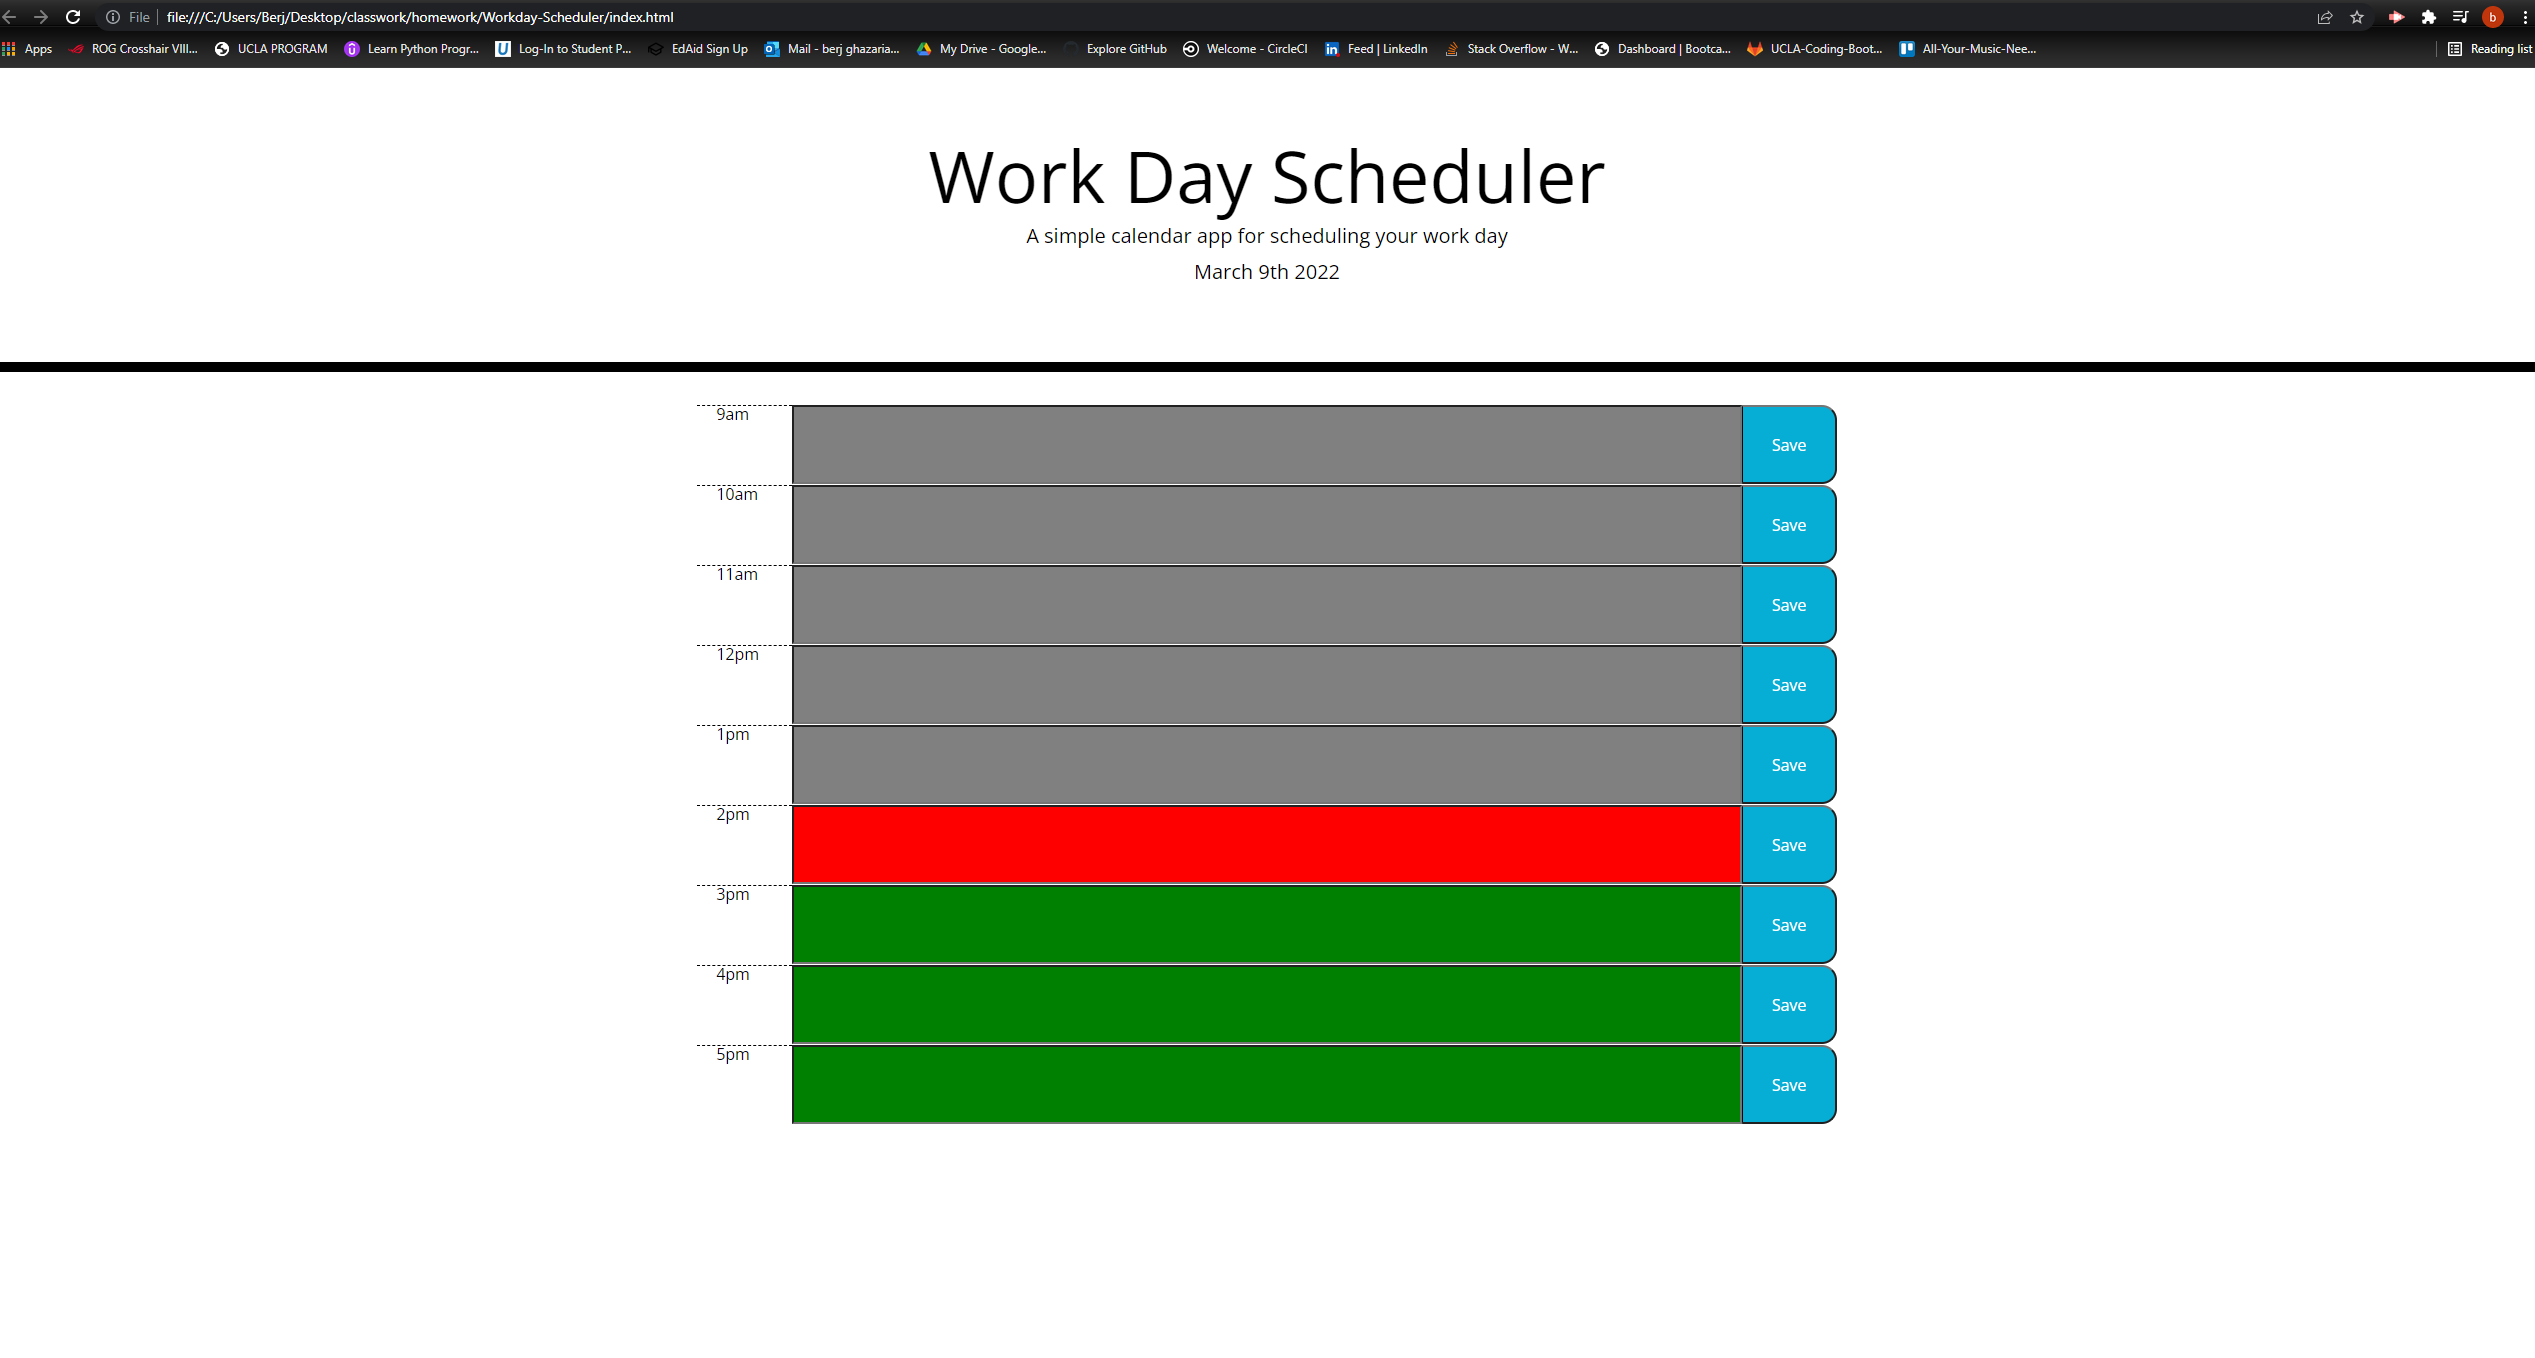 File file:///C:/Users/Berj/Desktop/classwork/homework/Workday-Scheduler/index.html b
Apps ROG Crosshair VIII... UCLA PROGRAM Learn Python Progr... Log-In to Student P... EdAid Sign Up Mail - berj ghazaria... My Drive - Google... Explore GitHub Welcome - CircleCI Feed | LinkedIn Stack Overflow - W... Dashboard | Bootca... UCLA-Coding-Boot... All-Your-Music-Nee... Reading list
Work Day Scheduler
A simple calendar app for scheduling your work day
March 9th 2022
9am Save
10am Save
11am Save
12pm Save
1pm Save
2pm Save
3pm Save
4pm Save
5pm Save